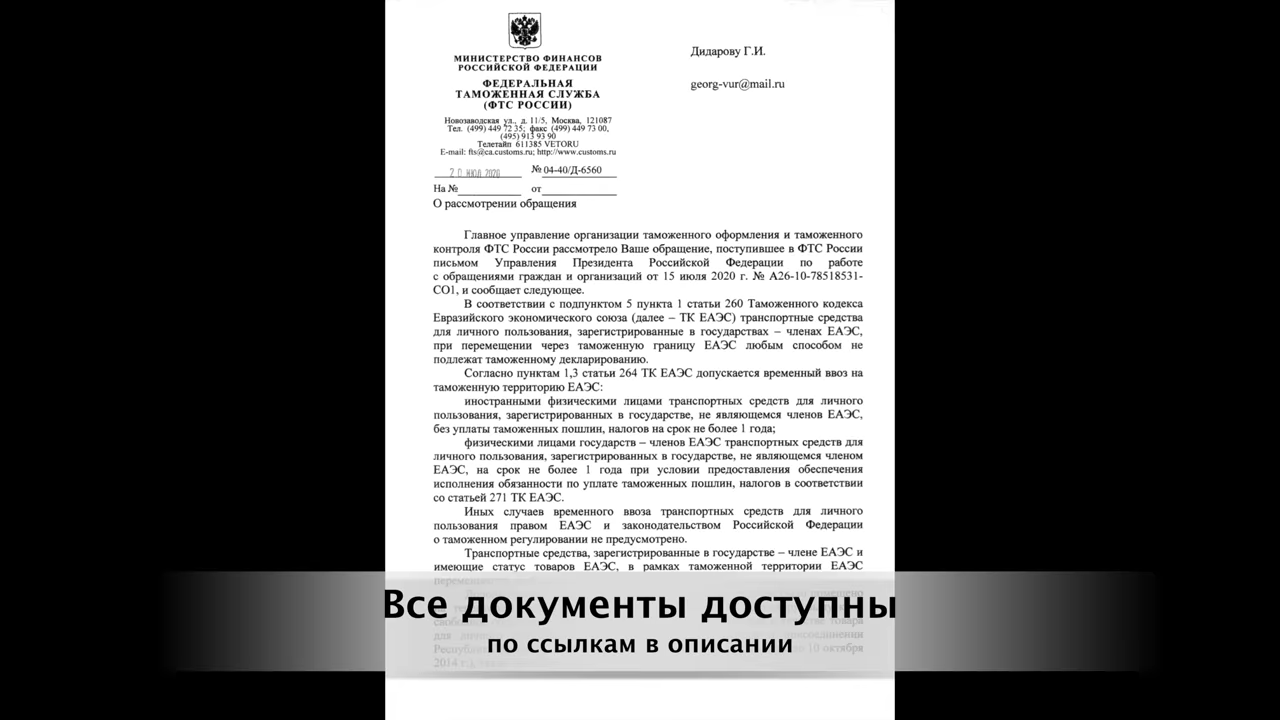 МИНИСТЕРСТВО ФИНАНСОВ
РОССИЙСКОЙ ФЕДЕРАЦИИ
ФЕДЕРАЛЬНАЯ
ТАМОЖЕННАЯ СЛУЖБА
(ФТС РОССИИ)
Новозаводская ул., д. 11/5, Москва, 121087
Тел. (499) 449 72 35; факс (499) 449 73 00,
(495) 913 93 90
Телетайп 611385 VETORU
E-mail: fts@ca.customs.ru; http://www.customs.ru
20 ИЮЛ 2020 № 04-40/Д-6560
На № от
О рассмотрении обращения
Дидарову Г.И.
georg-vur@mail.ru
Главное управление организации таможенного оформления и таможенного
контроля ФТС России рассмотрело Ваше обращение, поступившее в ФТС России
письмом Управления Президента Российской Федерации по работе
с обращениями граждан и организаций от 15 июля 2020 г. № А26-10-78518531-
СО1, и сообщает следующее.
В соответствии с подпунктом 5 пункта 1 статьи 260 Таможенного кодекса
Евразийского экономического союза (далее – ТК ЕАЭС) транспортные средства
для личного пользования, зарегистрированные в государствах – членах ЕАЭС,
при перемещении через таможенную границу ЕАЭС любым способом не
подлежат таможенному декларированию.
Согласно пунктам 1,3 статьи 264 ТК ЕАЭС допускается временный ввоз на
таможенную территорию ЕАЭС:
иностранными физическими лицами транспортных средств для личного
пользования, зарегистрированных в государстве, не являющемся членов ЕАЭС,
без уплаты таможенных пошлин, налогов на срок не более 1 года;
физическими лицами государств – членов ЕАЭС транспортных средств для
личного пользования, зарегистрированных в государстве, не являющемся членом
ЕАЭС, на срок не более 1 года при условии предоставления обеспечения
исполнения обязанности по уплате таможенных пошлин, налогов в соответствии
со статьей 271 ТК ЕАЭС.
Иных случаев временного ввоза транспортных средств для личного
пользования правом ЕАЭС и законодательством Российской Федерации
о таможенном регулировании не предусмотрено.
Транспортные средства, зарегистрированные в государстве – члене ЕАЭС и
имеющие статус товаров ЕАЭС, в рамках таможенной территории ЕАЭС
Все документы доступны
по ссылкам в описании
товара
для
Республ 10 октября
2014 г.